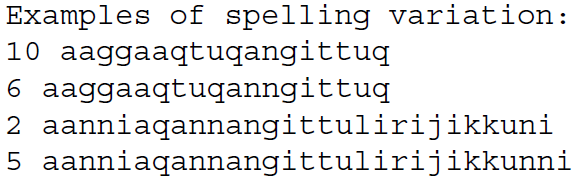 Examples of spelling variation:
10 aaggaaqtuqangittuq
6 aaggaaqtuqanngittuq
2 aanniaqannangittulirijikkuni
5 aanniaqannangittulirijikkunni